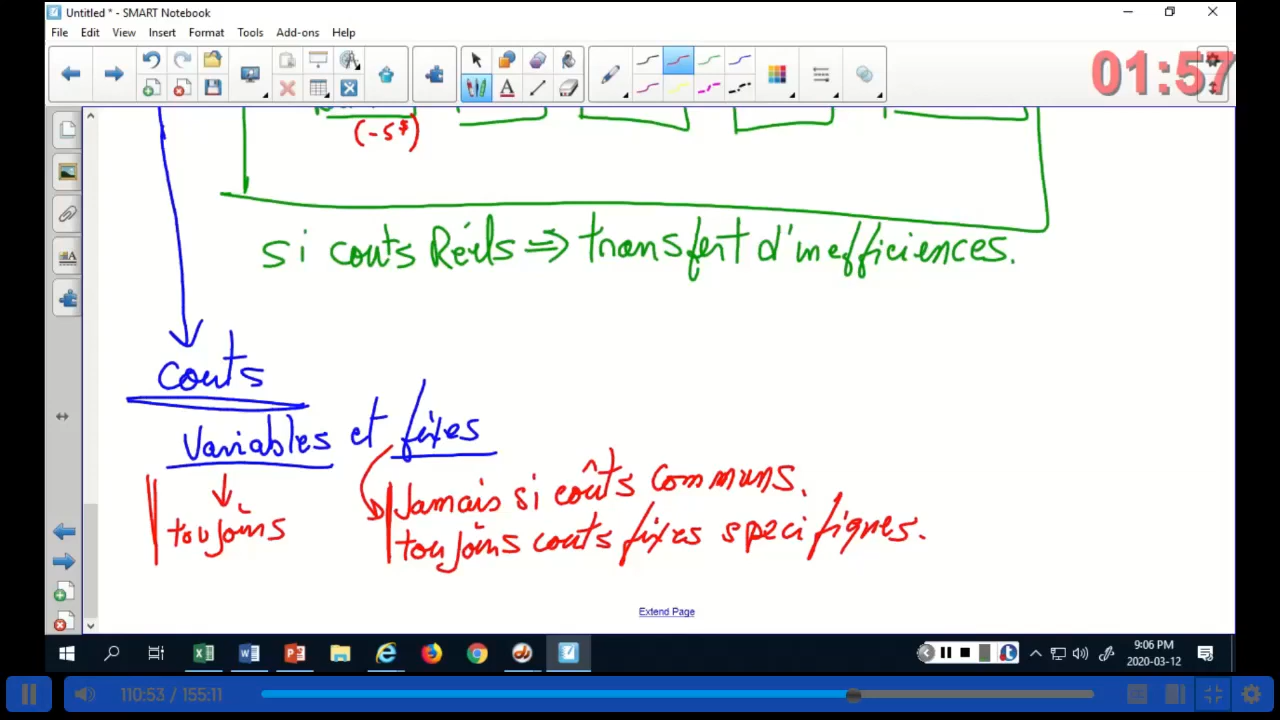 Untitled * - SMART Notebook
File Edit View Insert Format Tools Add-ons Help
01:57
(-5$)
si couts Réels => transfert d'inefficiences.
couts
Variables et fixes
toujours
Jamais si coûts communs.
toujours couts fixes specifiques.
Extend Page
9:06 PM
2020-03-12
110:53 / 155:11